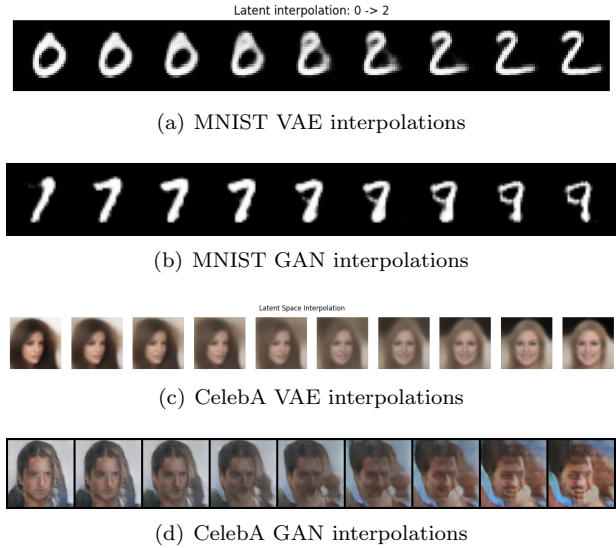 Latent interpolation: 0 -> 2
(a) MNIST VAE interpolations
(b) MNIST GAN interpolations
Latent Space Interpolation
(c) CelebA VAE interpolations
(d) CelebA GAN interpolations